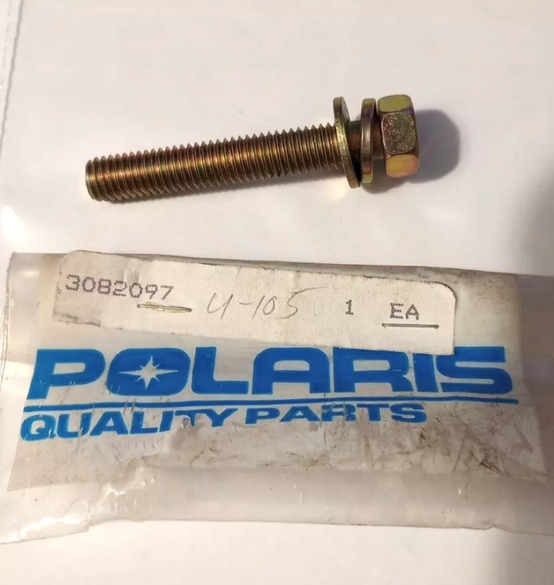 3082097 U-105 1 EA
POLARIS
QUALITY PARTS